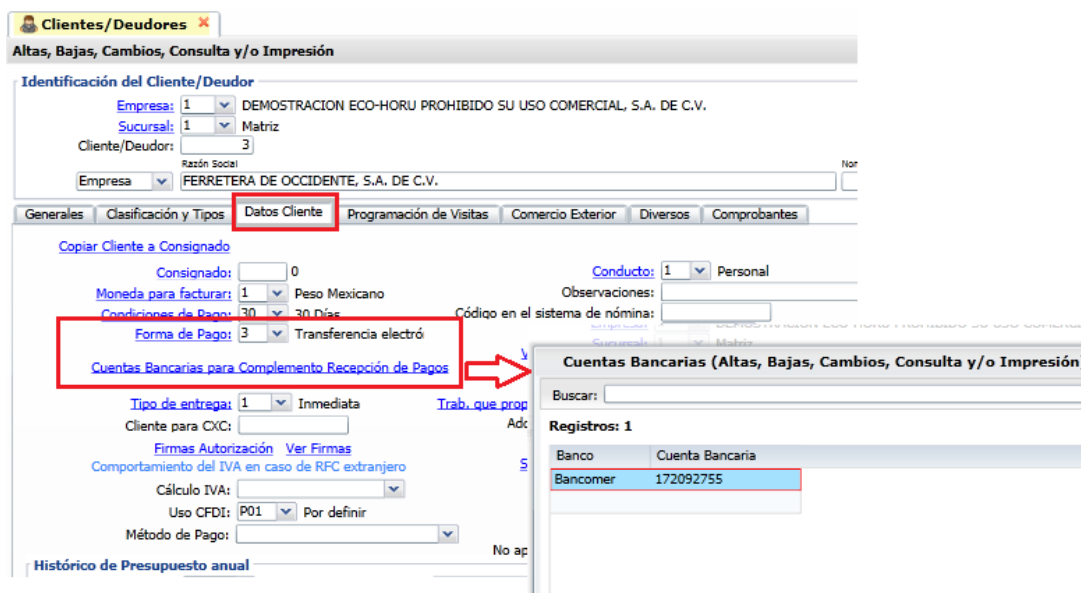 Clientes/Deudores
Altas, Bajas, Cambios, Consulta y/o Impresión
Identificación del Cliente/Deudor
Empresa: 1 DEMOSTRACION ECO-HORU PROHIBIDO SU USO COMERCIAL, S.A. DE C.V.
Sucursal: 1 Matriz
Cliente/Deudor: 3
Razón Social
Empresa FERRETERA DE OCCIDENTE, S.A. DE C.V.
Generales Clasificación y Tipos Datos Cliente Programación de Visitas Comercio Exterior Diversos Comprobantes
Copiar Cliente a Consignado
Consignado: 0 Conducto: 1 Personal
Moneda para facturar: 1 Peso Mexicano Observaciones:
Condiciones de Pago: 30 30 Días Código en el sistema de nómina:
Forma de Pago: 3 Transferencia electró
Sucursal: Matriz
Cuentas Bancarias para Complemento Recepción de Pagos
Tipo de entrega: 1 Inmediata Trab. que prop
Cliente para CXC:
Firmas Autorización Ver Firmas
Comportamiento del IVA en caso de RFC extranjero
Cálculo IVA:
Uso CFDI: P01 Por definir
Método de Pago:
No ap
Histórico de Presupuesto anual
Cuentas Bancarias (Altas, Bajas, Cambios, Consulta y/o Impresión)
Buscar:
Registros: 1
Banco Cuenta Bancaria
Bancomer 172092755